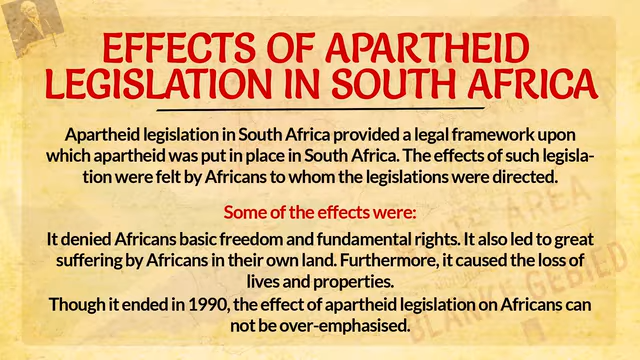 EFFECTS OF APARTHEID
LEGISLATION IN SOUTH AFRICA
Apartheid legislation in South Africa provided a legal framework upon
which apartheid was put in place in South Africa. The effects of such legisla-
tion were felt by Africans to whom the legislations were directed.
Some of the effects were:
It denied Africans basic freedom and fundamental rights. It also led to great
suffering by Africans in their own land. Furthermore, it caused the loss of
lives and properties.
Though it ended in 1990, the effect of apartheid legislation on Africans can
not be over-emphasised.
AREA
BLANKE GEBIED